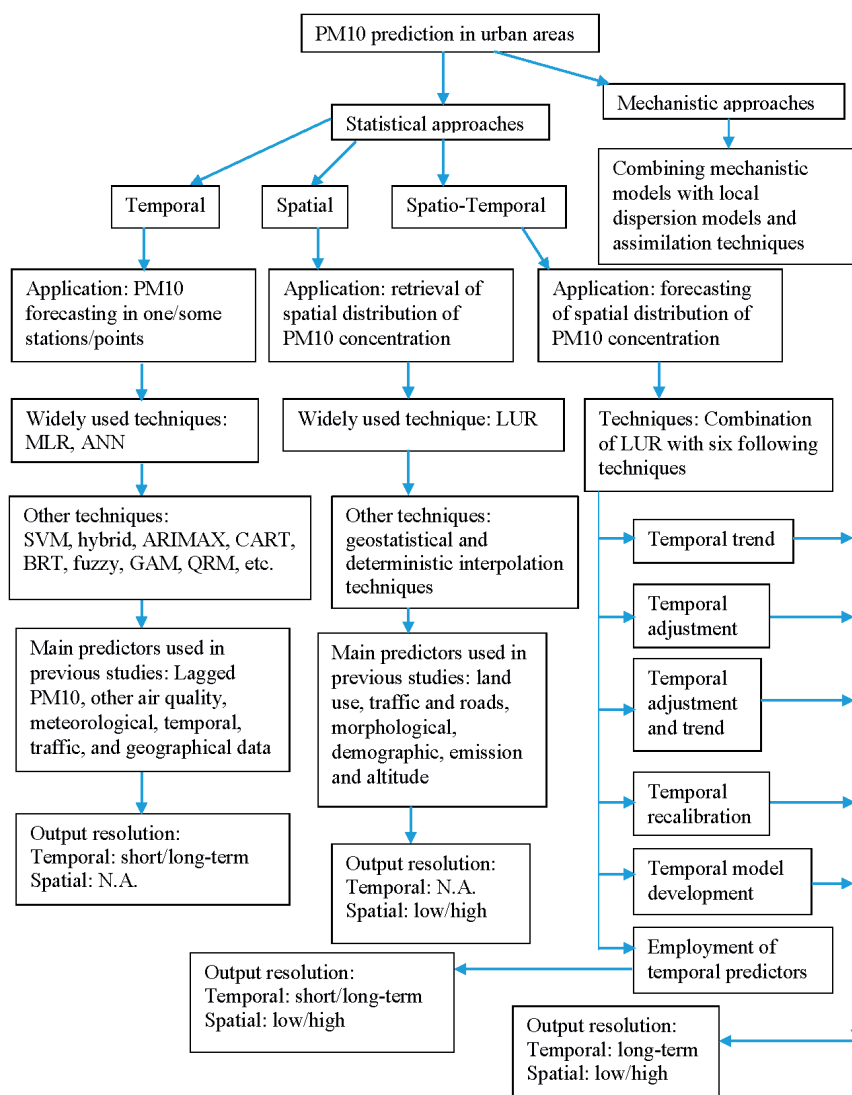 PM10 prediction in urban areas
Mechanistic approaches
Statistical approaches
Combining mechanistic
models with local
dispersion models and
assimilation techniques
Temporal
Spatial
Spatio-Temporal
Application: PM10
forecasting in one/some
stations/points
Application: retrieval of
spatial distribution of
PM10 concentration
Application: forecasting
of spatial distribution of
PM10 concentration
Widely used techniques:
MLR, ANN
Widely used technique: LUR
Techniques: Combination
of LUR with six following
techniques
Other techniques:
SVM, hybrid, ARIMAX, CART,
BRT, fuzzy, GAM, QRM, etc.
Other techniques:
geostatistical and
deterministic interpolation
techniques
Temporal trend
Temporal
adjustment
Temporal
adjustment
and trend
Temporal
recalibration
Temporal model
development
Employment of
temporal predictors
Main predictors used in
previous studies: Lagged
PM10, other air quality,
meteorological, temporal,
traffic, and geographical data
Main predictors used in
previous studies: land
use, traffic and roads,
morphological,
demographic, emission
and altitude
Output resolution:
Temporal: short/long-term
Spatial: N.A.
Output resolution:
Temporal: N.A.
Spatial: low/high
Output resolution:
Temporal: short/long-term
Spatial: low/high
Output resolution:
Temporal: long-term
Spatial: low/high